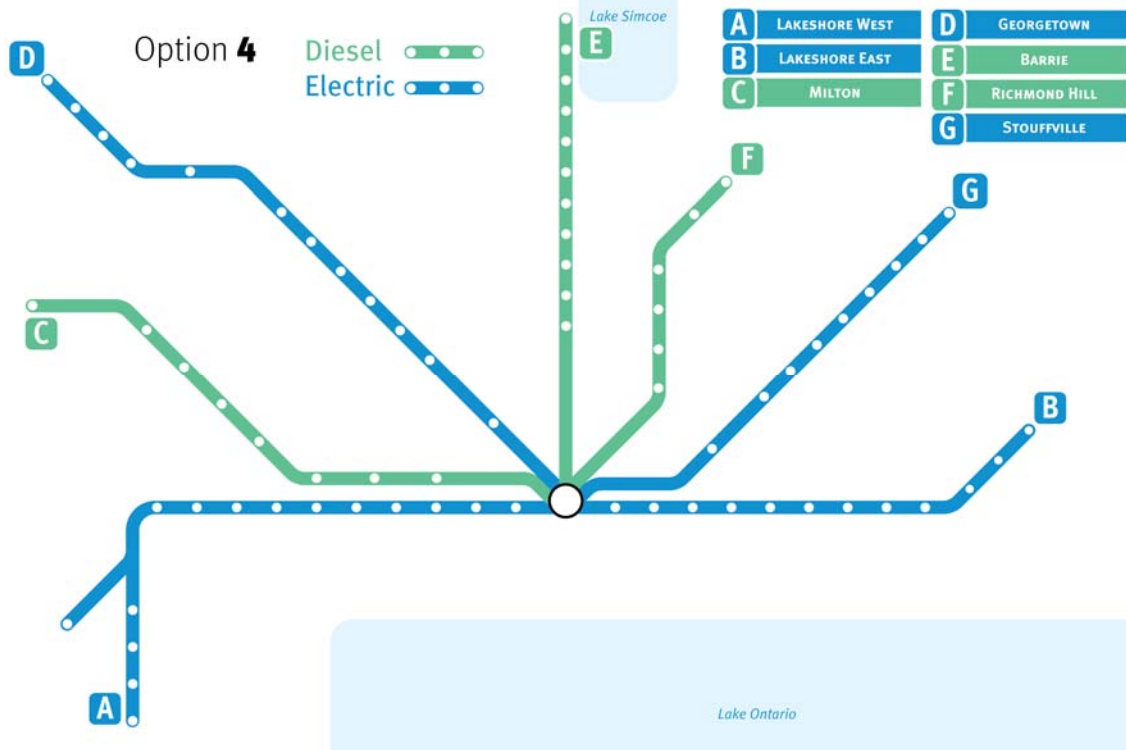 Option 4
Diesel
Electric
Lake Simcoe
A LAKESHORE WEST
B LAKESHORE EAST
C MILTON
D GEORGETOWN
E BARRIE
F RICHMOND HILL
G STOUFFVILLE
D
E
F
G
C
B
A
Lake Ontario